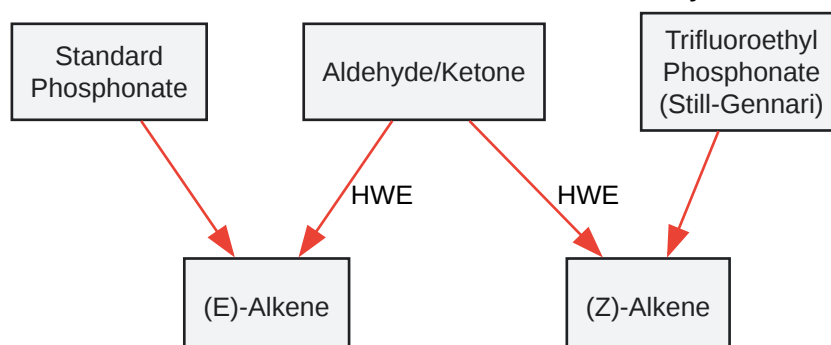 Standard
Phosphonate
Aldehyde/Ketone
Trifluoroethyl
Phosphonate
(Still-Gennari)
HWE
HWE
(E)-Alkene
(Z)-Alkene